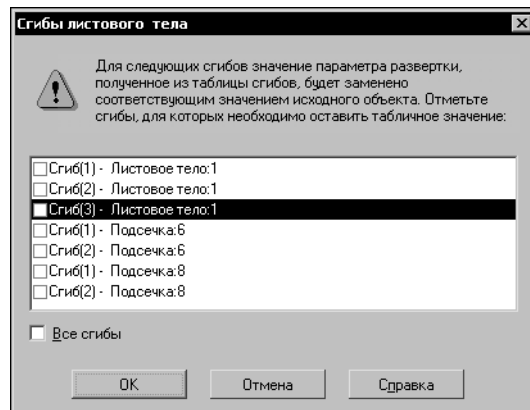 Сгибы листового тела
Для следующих сгибов значение параметра развертки,
полученное из таблицы сгибов, будет заменено
соответствующим значением исходного объекта. Отметьте
сгибы, для которых необходимо оставить табличное значение:
Сгиб(1) - Листовое тело:1
Сгиб(2) - Листовое тело:1
Сгиб(3) - Листовое тело:1
Сгиб(1) - Подсечка:6
Сгиб(2) - Подсечка:6
Сгиб(1) - Подсечка:8
Сгиб(2) - Подсечка:8
Все сгибы
OK Отмена Справка